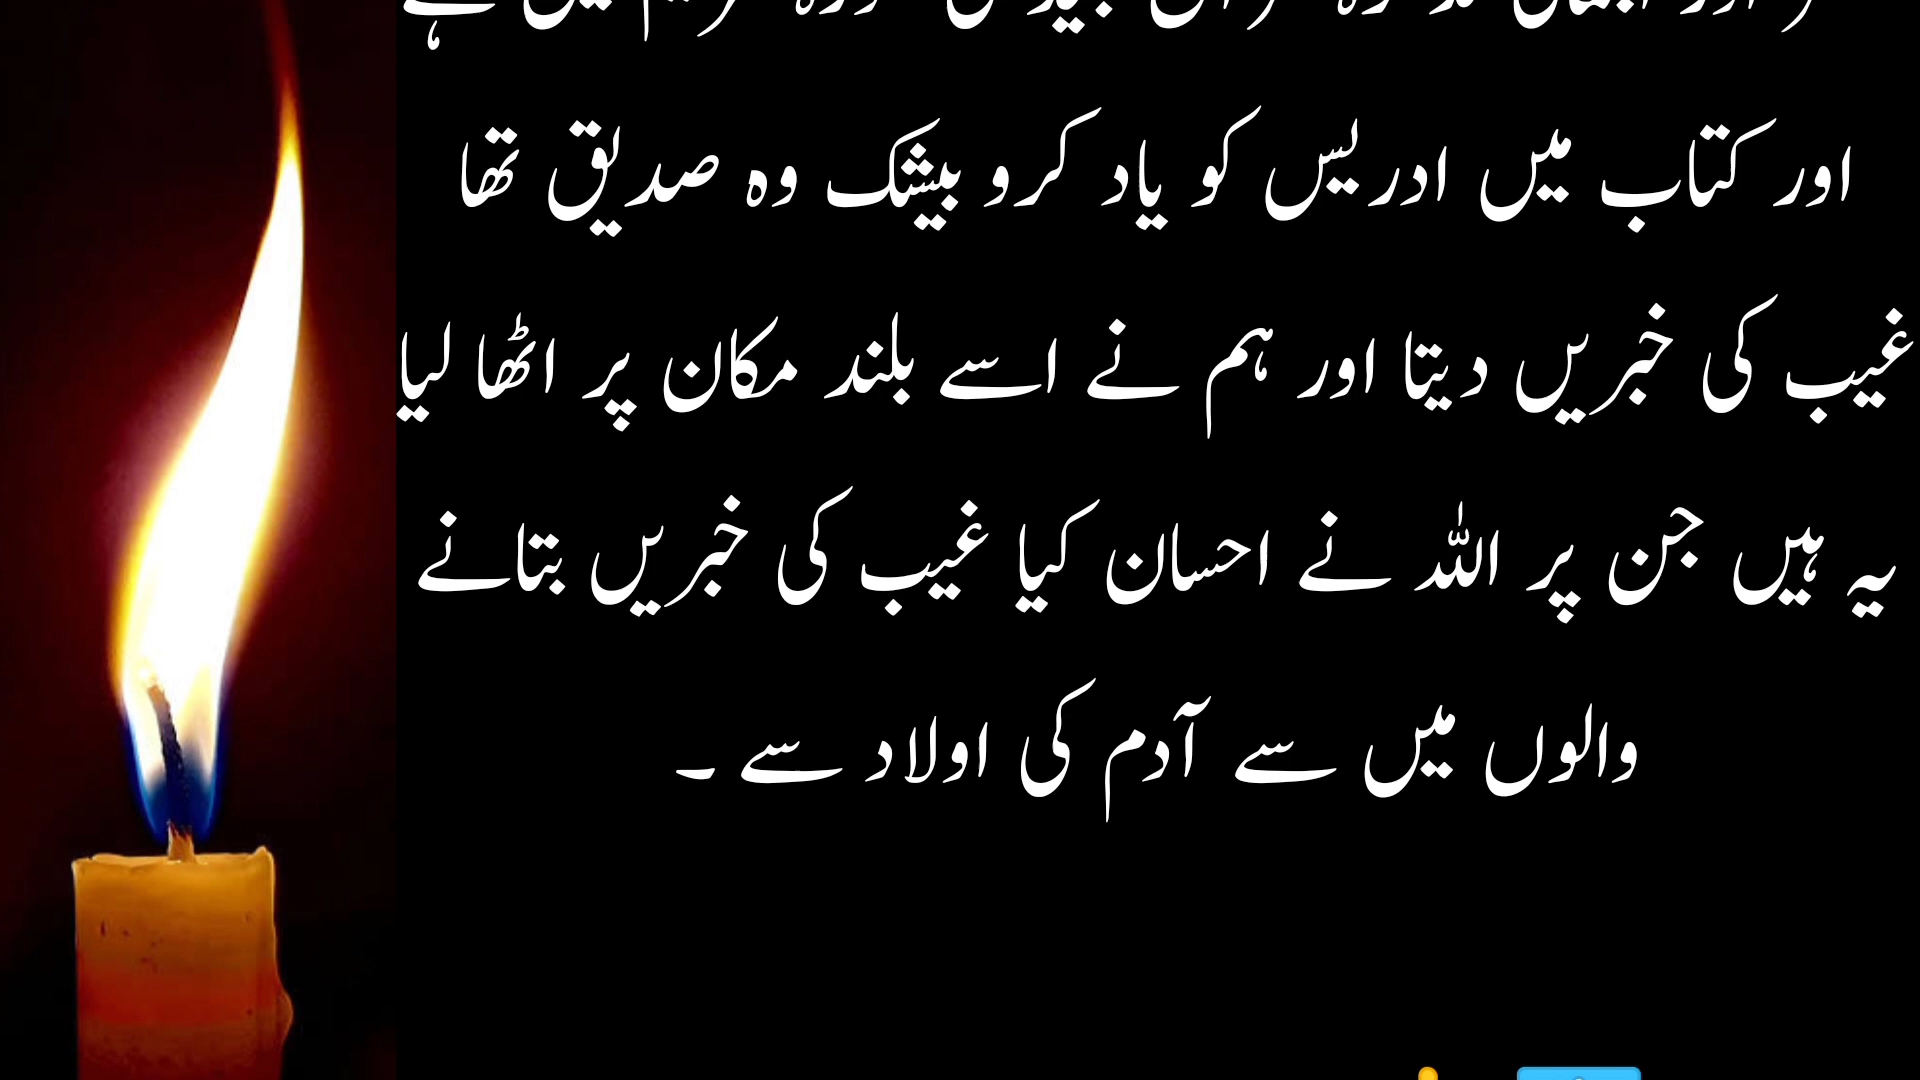 اور کتاب میں ادریس کو یاد کرو بیشک وہ صدیق تھا
غیب کی خبریں دیتا اور ہم نے اسے بلند مکان پر اٹھا لیا
یہ ہیں جن پر اللہ نے احسان کیا غیب کی خبریں بتانے
والوں میں سے آدم کی اولاد سے ۔